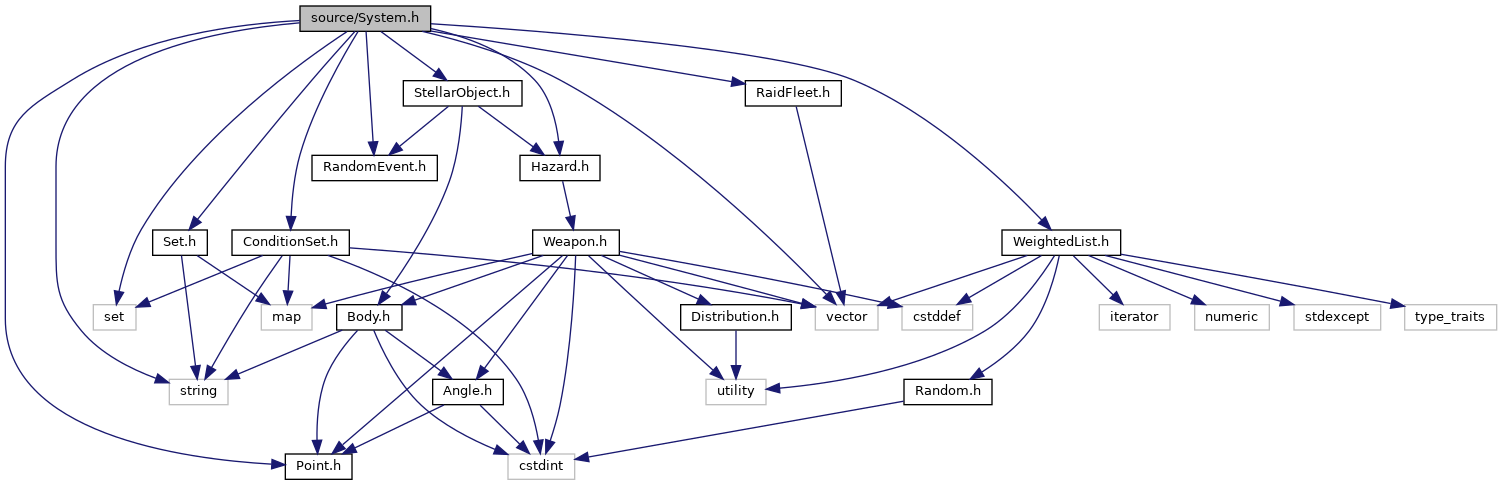 source/System.h
StellarObject.h
RaidFleet.h
RandomEvent.h
Hazard.h
Set.h
ConditionSet.h
Weapon.h
WeightedList.h
set
map
Body.h
Distribution.h
vector
cstddef
iterator
numeric
stdexcept
type_traits
string
Angle.h
utility
Random.h
Point.h
cstdint